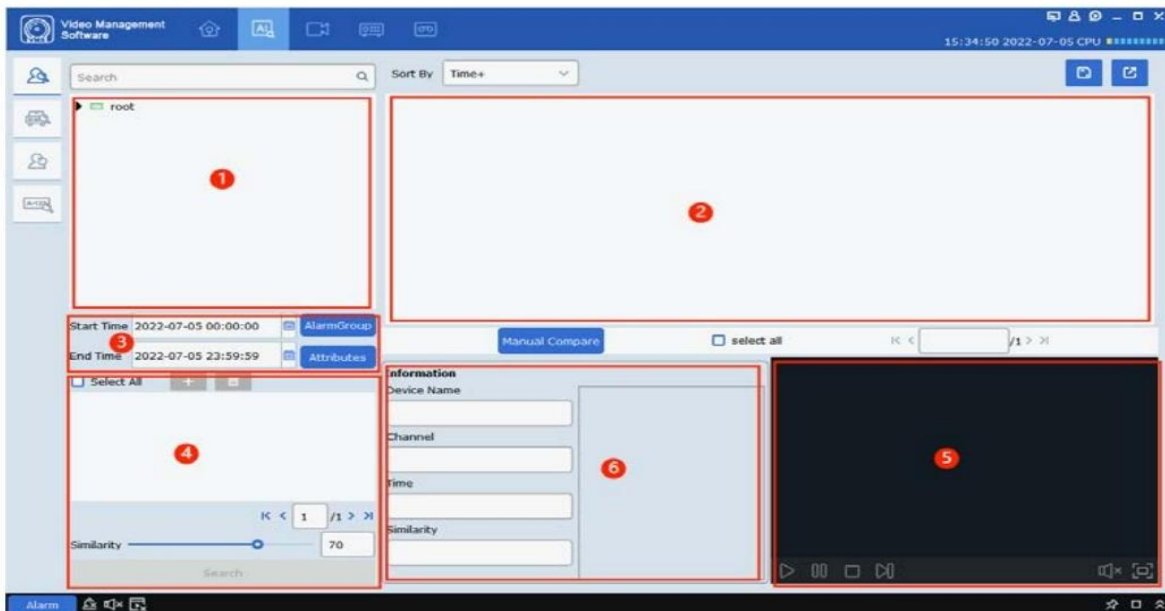 Video Management
Software
AI
15:34:50 2022-07-05 CPU
Search
Sort By Time+
root
1
2
Start Time 2022-07-05 00:00:00 AlarmGroup
3
End Time 2022-07-05 23:59:59 Attributes
Manual Compare select all /1
Select All +
4
1 /1
Similarity 70
Search
Information
Device Name
Channel
Time
Similarity
6
5
Alarm